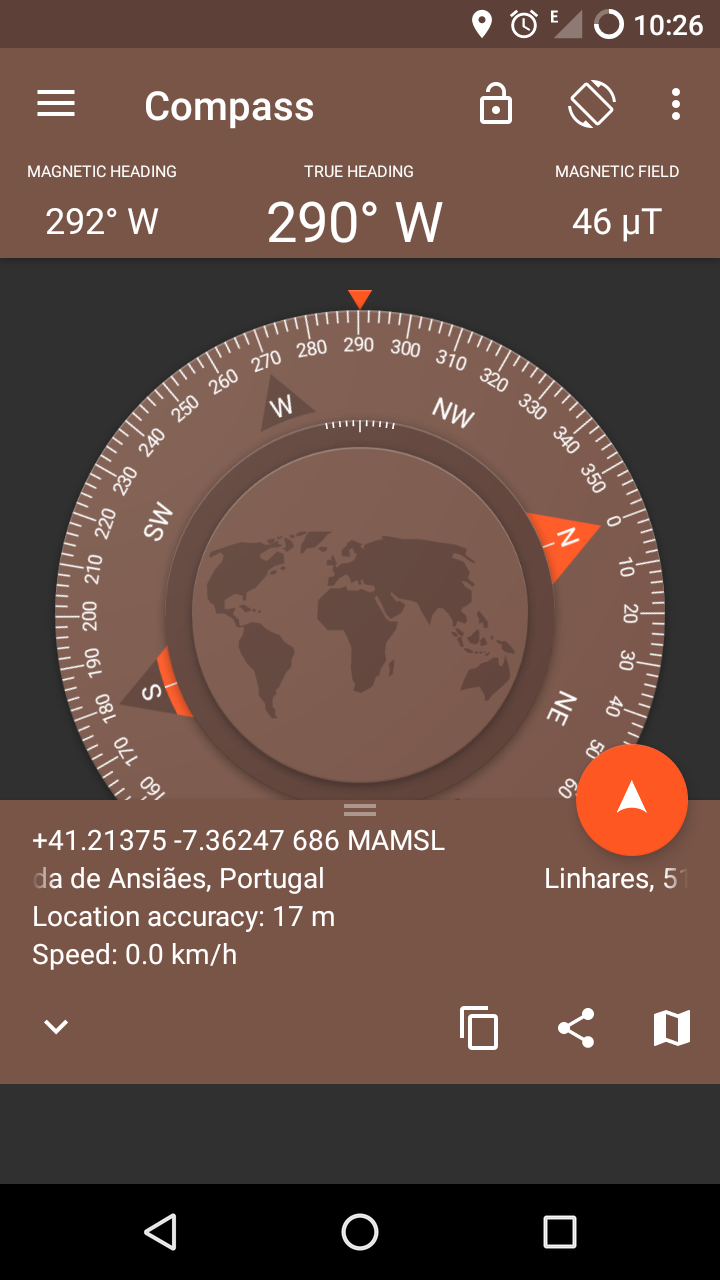 E 10:26
Compass
MAGNETIC HEADING TRUE HEADING MAGNETIC FIELD
292° W 290° W 46 µT
160 170 180 190 200 210 220 230 240 250 260 270 280 290 300 310 320 330 340 350 0 10 20 30 40 50 60
S SW W NW N NE
+41.21375 -7.36247 686 MAMSL
da de Ansiães, Portugal Linhares, 51
Location accuracy: 17 m
Speed: 0.0 km/h